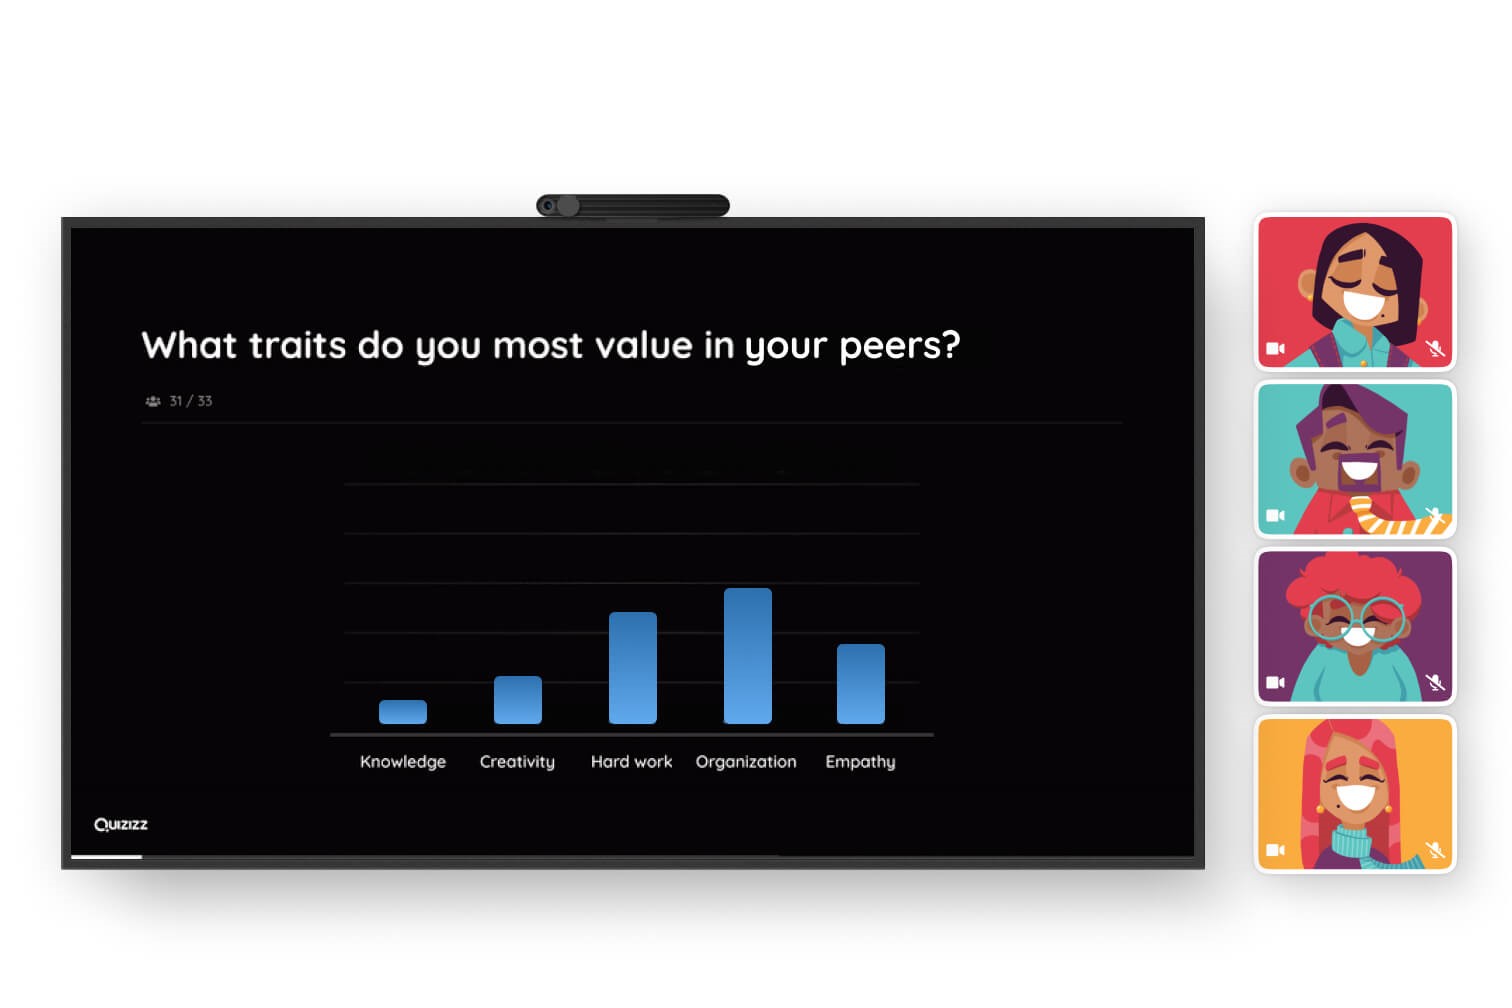 What traits do you most value in your peers?
31 / 33
Knowledge Creativity Hard work Organization Empathy
Quizizz